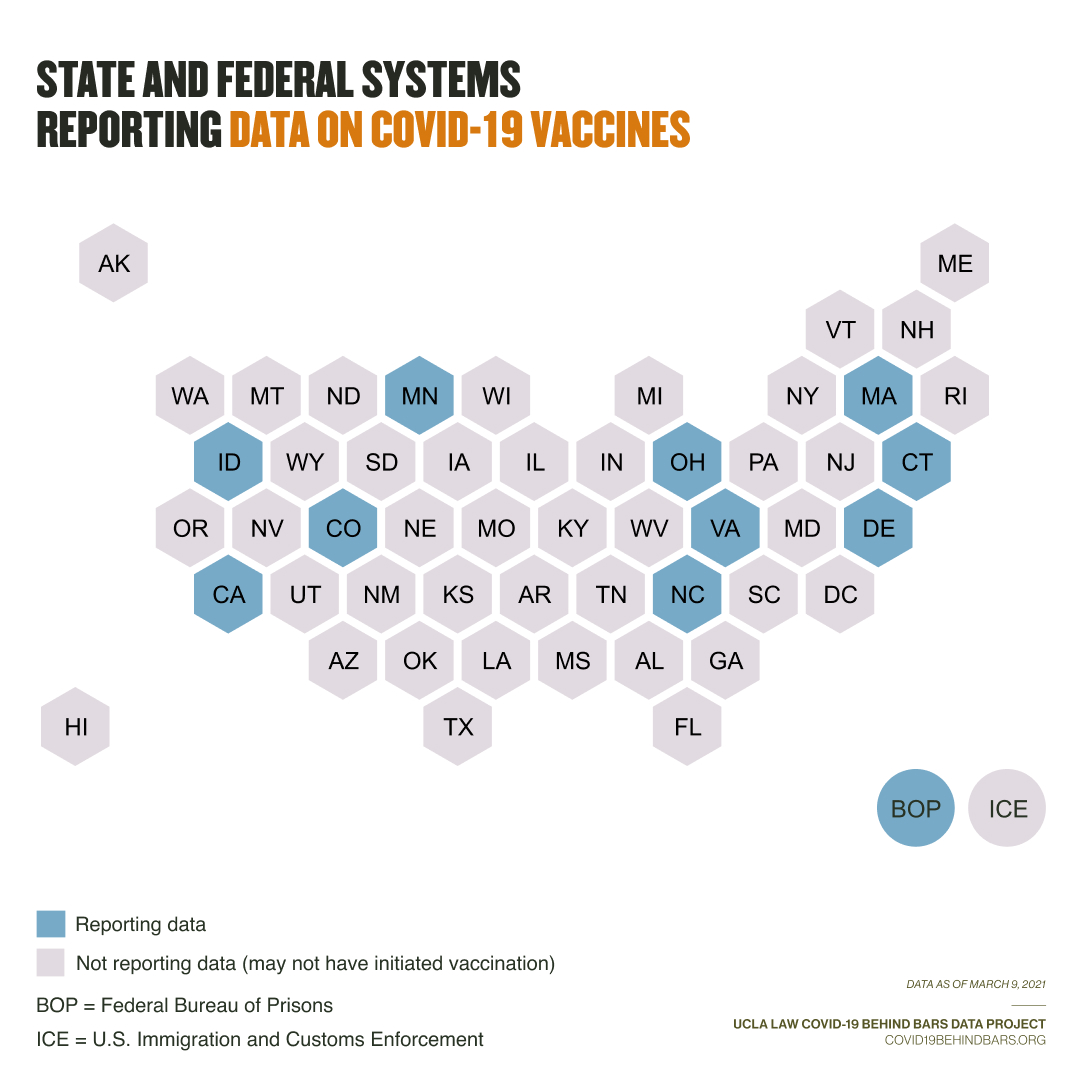 STATE AND FEDERAL SYSTEMS
REPORTING DATA ON COVID-19 VACCINES
AK ME
VT NH
WA MT ND MN WI MI NY MA RI
ID WY SD IA IL IN OH PA NJ CT
OR NV CO NE MO KY WV VA MD DE
CA UT NM KS AR TN NC SC DC
AZ OK LA MS AL GA
HI TX FL
BOP ICE
Reporting data
Not reporting data (may not have initiated vaccination)
BOP = Federal Bureau of Prisons
ICE = U.S. Immigration and Customs Enforcement
DATA AS OF MARCH 9, 2021
UCLA LAW COVID-19 BEHIND BARS DATA PROJECT
COVID19BEHINDBARS.ORG